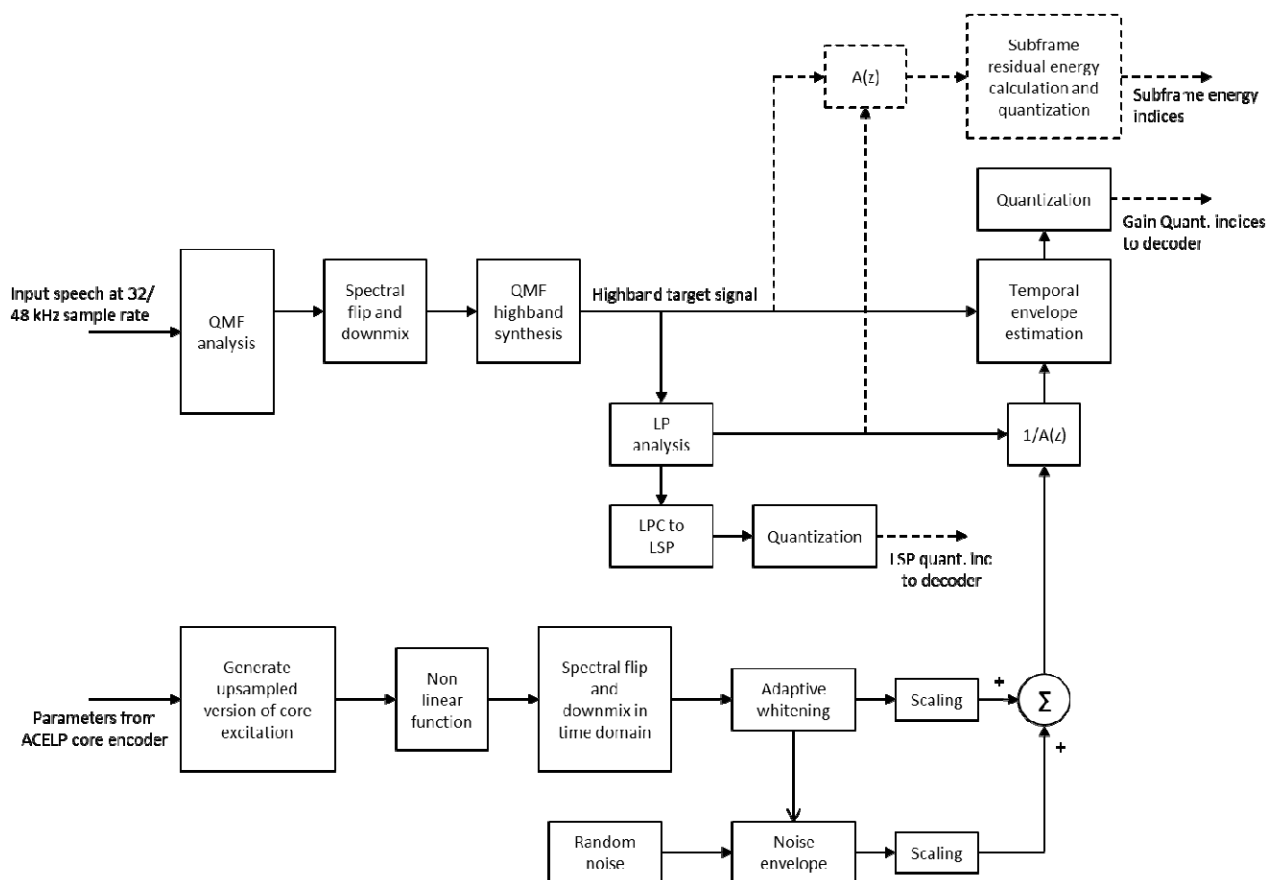 Subframe
residual energy
calculation and
quantization
A(z)
Subframe energy
indices
Quantization
Gain Quant. indices
to decoder
Input speech at 32/
48 kHz sample rate
QMF
analysis
Spectral
flip and
downmix
QMF
highband
synthesis
Highband target signal
Temporal
envelope
estimation
LP
analysis
1/A(z)
LPC to
LSP
Quantization
LSP quant. inc
to decoder
Parameters from
ACELP core encoder
Generate
upsampled
version of core
excitation
Non
linear
function
Spectral flip
and
downmix in
time domain
Adaptive
whitening
Scaling
+
Σ
+
Random
noise
Noise
envelope
Scaling